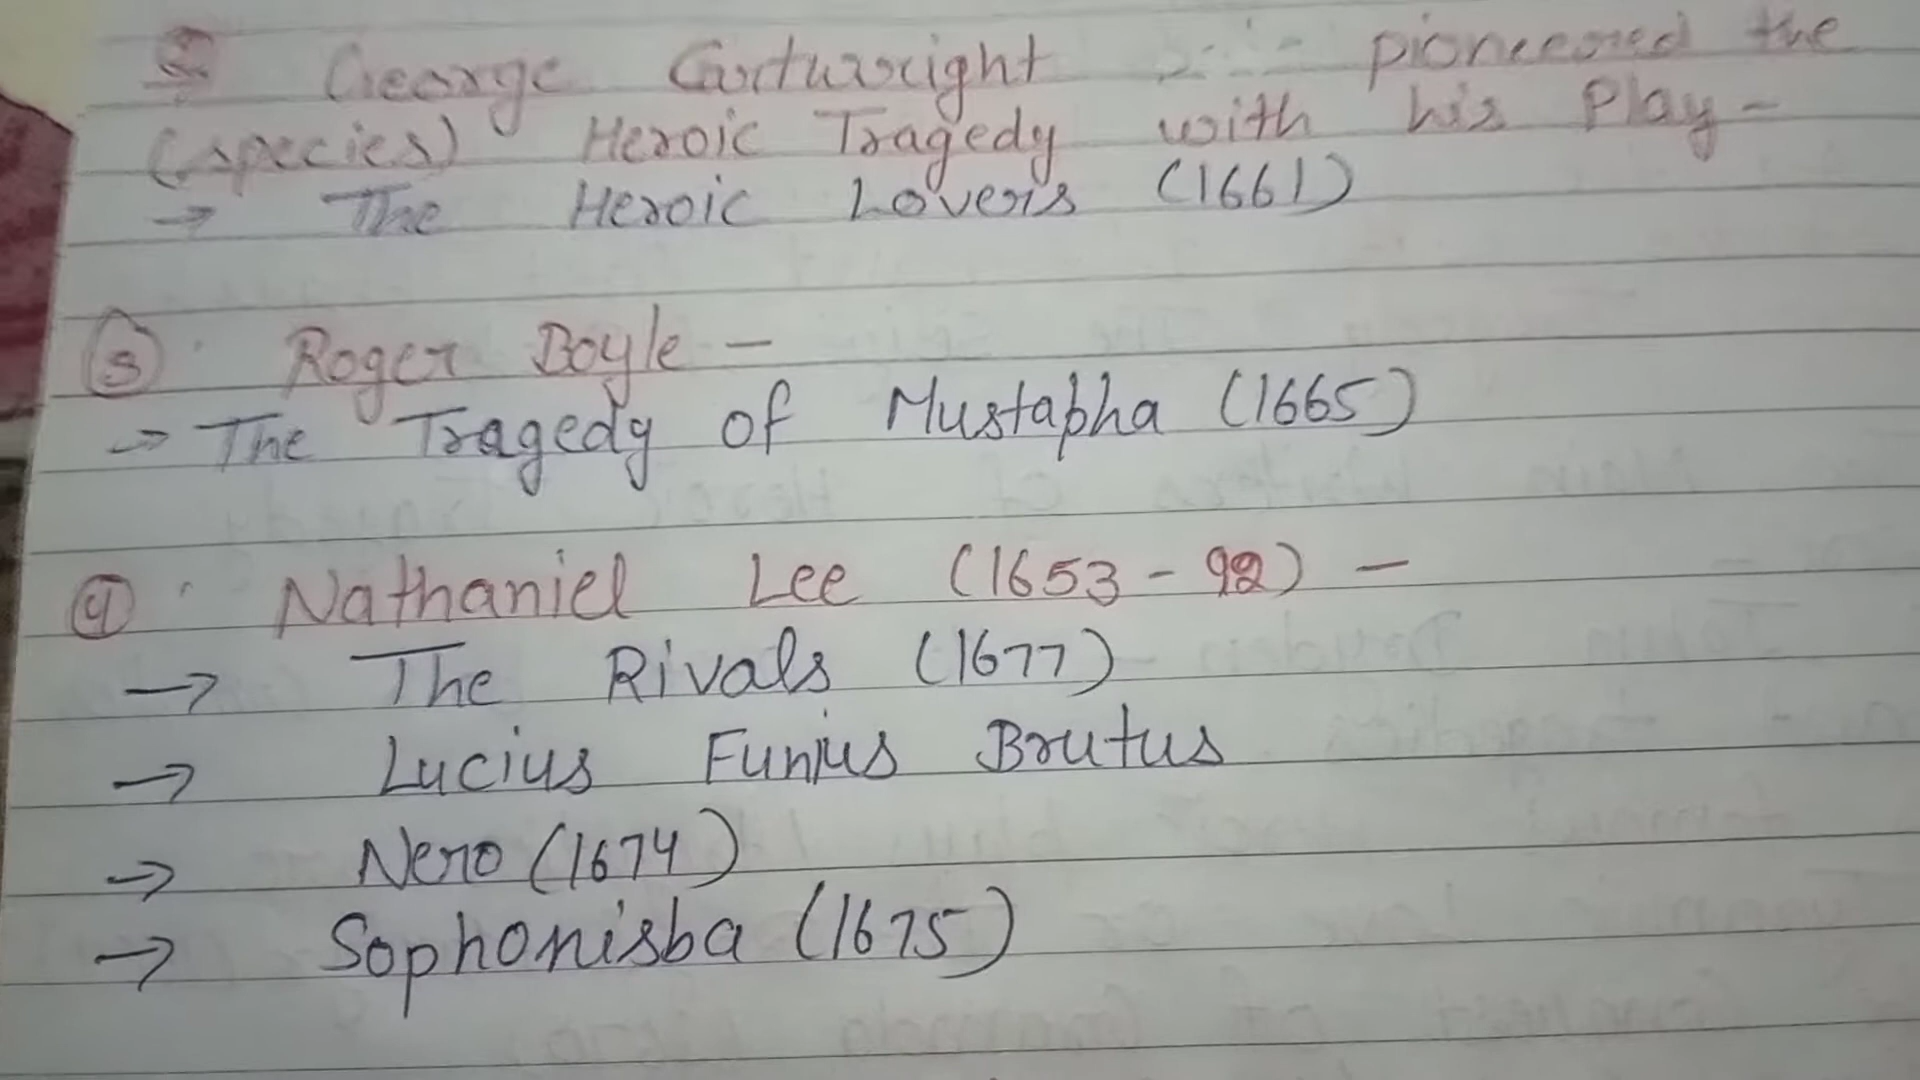 ② George Cartwright pioneered the
(species) Heroic Tragedy with his Play -
→ The Heroic Lovers (1661)
③ Roger Boyle -
→ The Tragedy of Mustapha (1665)
④ Nathaniel Lee (1653 - 92) -
→ The Rivals (1677)
→ Lucius Funius Brutus
→ Nero (1674)
→ Sophonisba (1675)